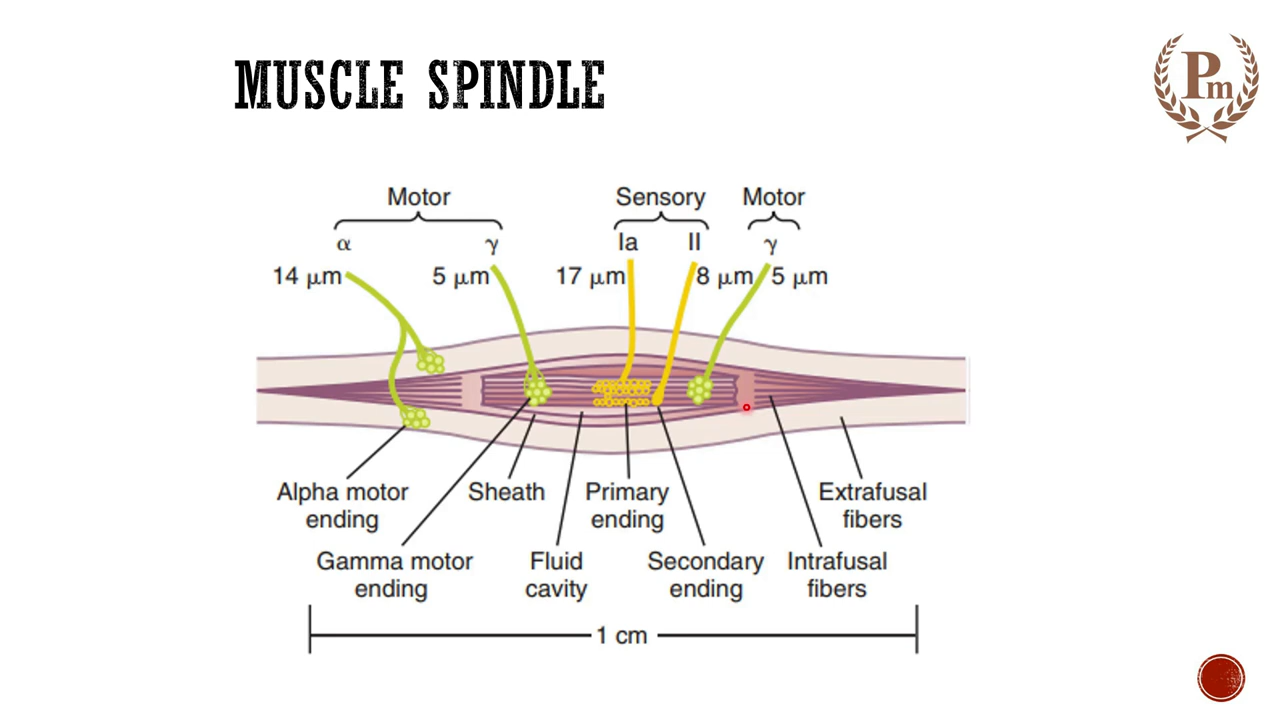 MUSCLE SPINDLE
Pm
Motor Sensory Motor
α γ Ia II γ
14 μm 5 μm 17 μm 8 μm 5 μm
Alpha motor ending
Sheath
Primary ending
Extrafusal fibers
Gamma motor ending
Fluid cavity
Secondary ending
Intrafusal fibers
1 cm